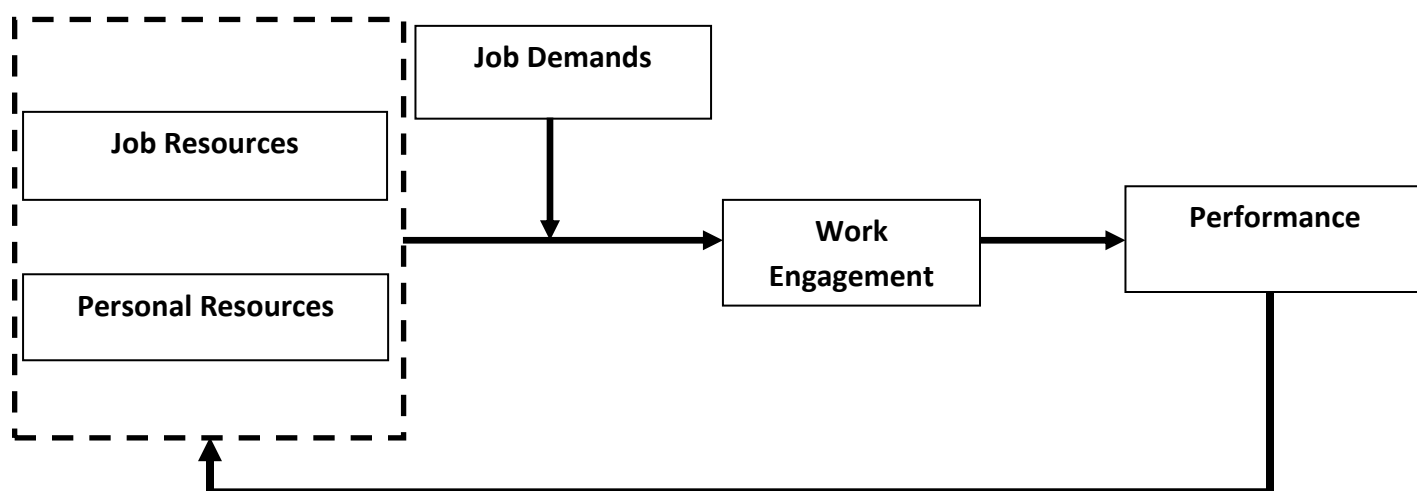 Job Demands
Job Resources
Personal Resources
Work
Engagement
Performance